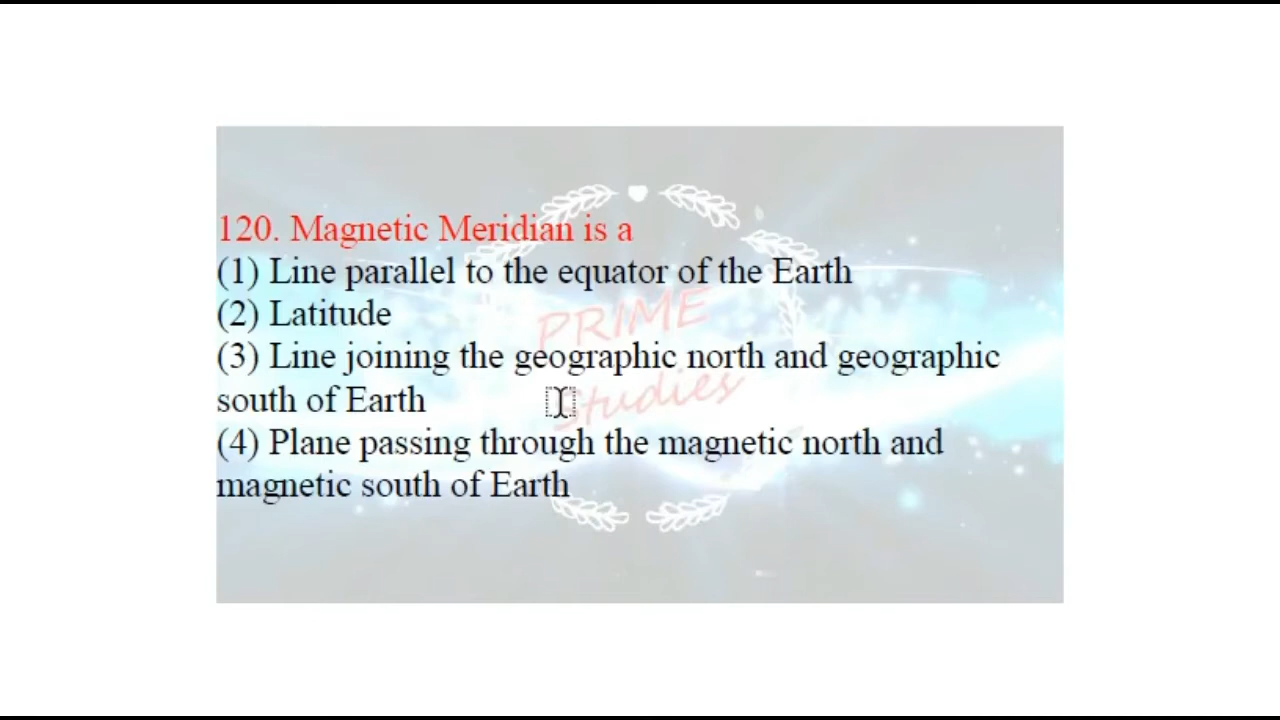 120. Magnetic Meridian is a
(1) Line parallel to the equator of the Earth
(2) Latitude
PRIME
(3) Line joining the geographic north and geographic
south of Earth
Studies
(4) Plane passing through the magnetic north and
magnetic south of Earth